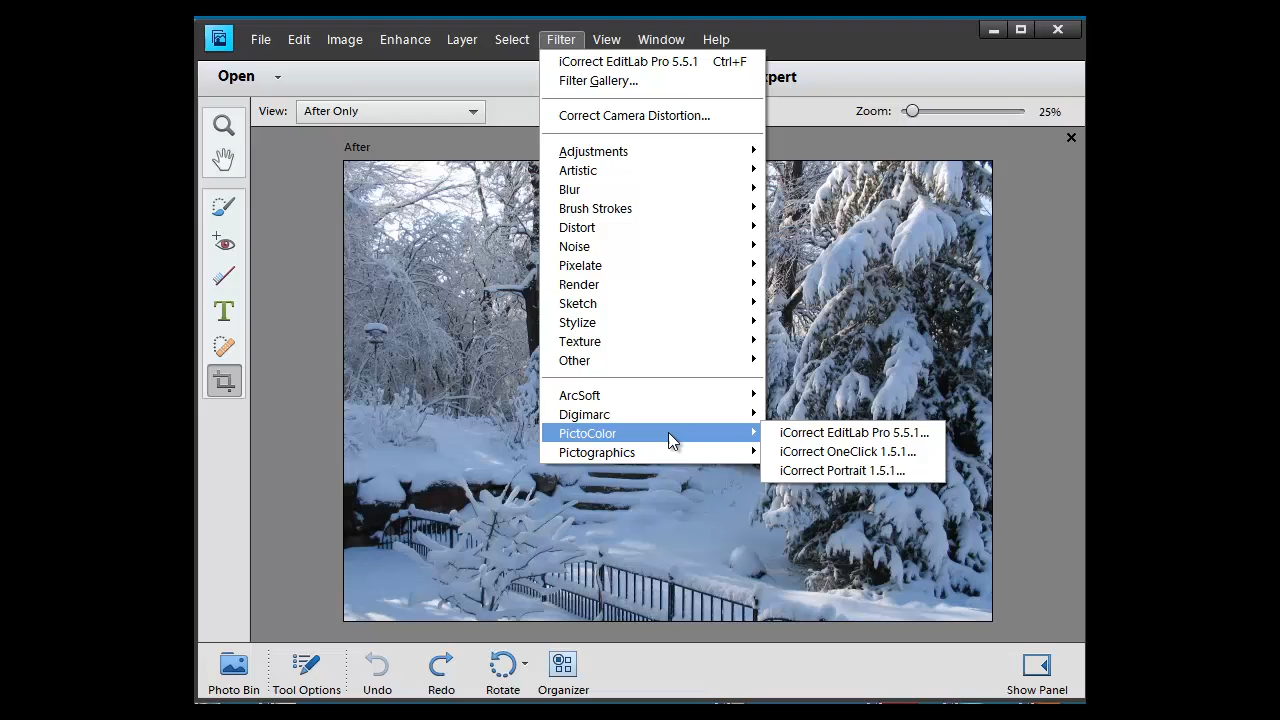 File Edit Image Enhance Layer Select Filter View Window Help
Open
View: After Only
Zoom: 25%
After
iCorrect EditLab Pro 5.5.1 Ctrl+F
Filter Gallery...
Correct Camera Distortion...
Adjustments
Artistic
Blur
Brush Strokes
Distort
Noise
Pixelate
Render
Sketch
Stylize
Texture
Other
ArcSoft
Digimarc
PictoColor
Pictographics
iCorrect EditLab Pro 5.5.1...
iCorrect OneClick 1.5.1...
iCorrect Portrait 1.5.1...
T
Photo Bin Tool Options Undo Redo Rotate Organizer Show Panel